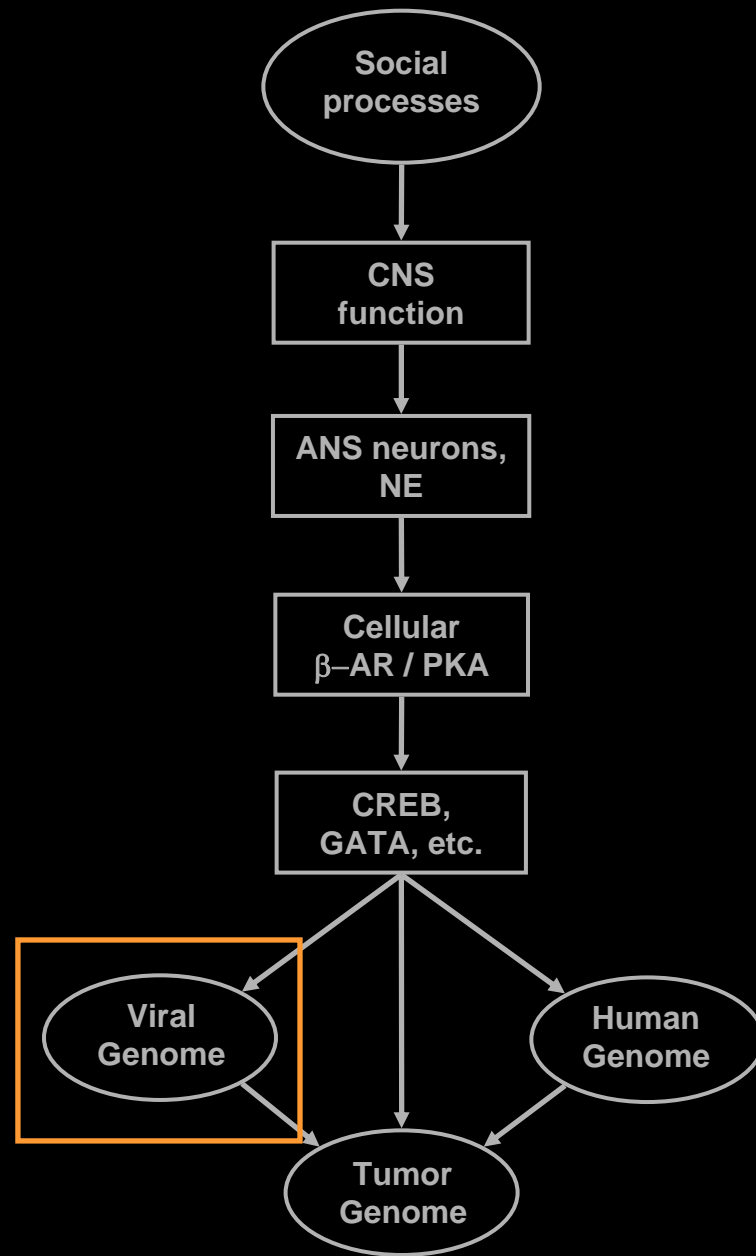 Social
processes
CNS
function
ANS neurons,
NE
Cellular
β–AR / PKA
CREB,
GATA, etc.
Viral
Genome
Human
Genome
Tumor
Genome